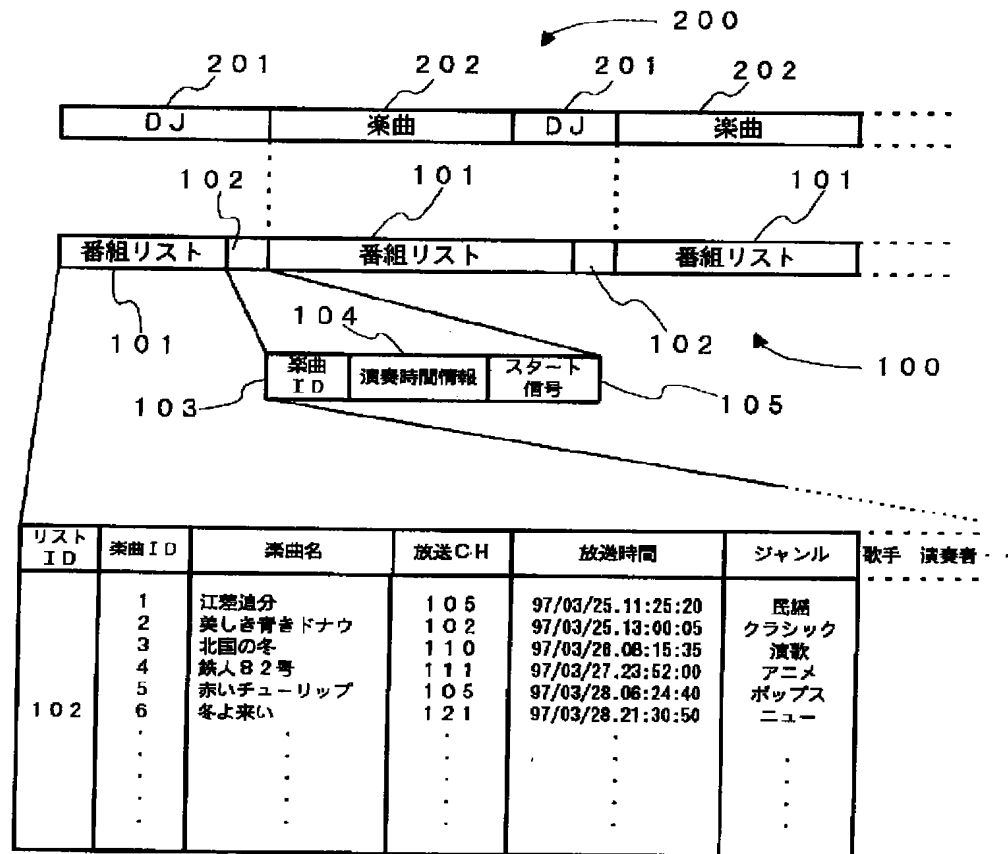 ２００
２０１ ２０２ ２０１ ２０２
ＤＪ 楽曲 ＤＪ 楽曲
１０２ １０１ １０１
番組リスト 番組リスト 番組リスト
１０１ １０４ １０２ １００
楽曲ＩＤ 演奏時間情報 スタート信号
１０３ １０５
リストＩＤ 楽曲ＩＤ 楽曲名 放送CH 放送時間 ジャンル 歌手 演奏者
1 江差追分 １０５ 97/03/25.11:25:20 民謡
2 美しき青きドナウ １０２ 97/03/25.13:00:05 クラシック
3 北国の冬 １１０ 97/03/26.08:15:35 演歌
4 鉄人８２号 １１１ 97/03/27.23:52:00 アニメ
5 赤いチューリップ １０５ 97/03/28.06:24:40 ポップス
１０２ 6 冬よ来い １２１ 97/03/28.21:30:50 ニュー